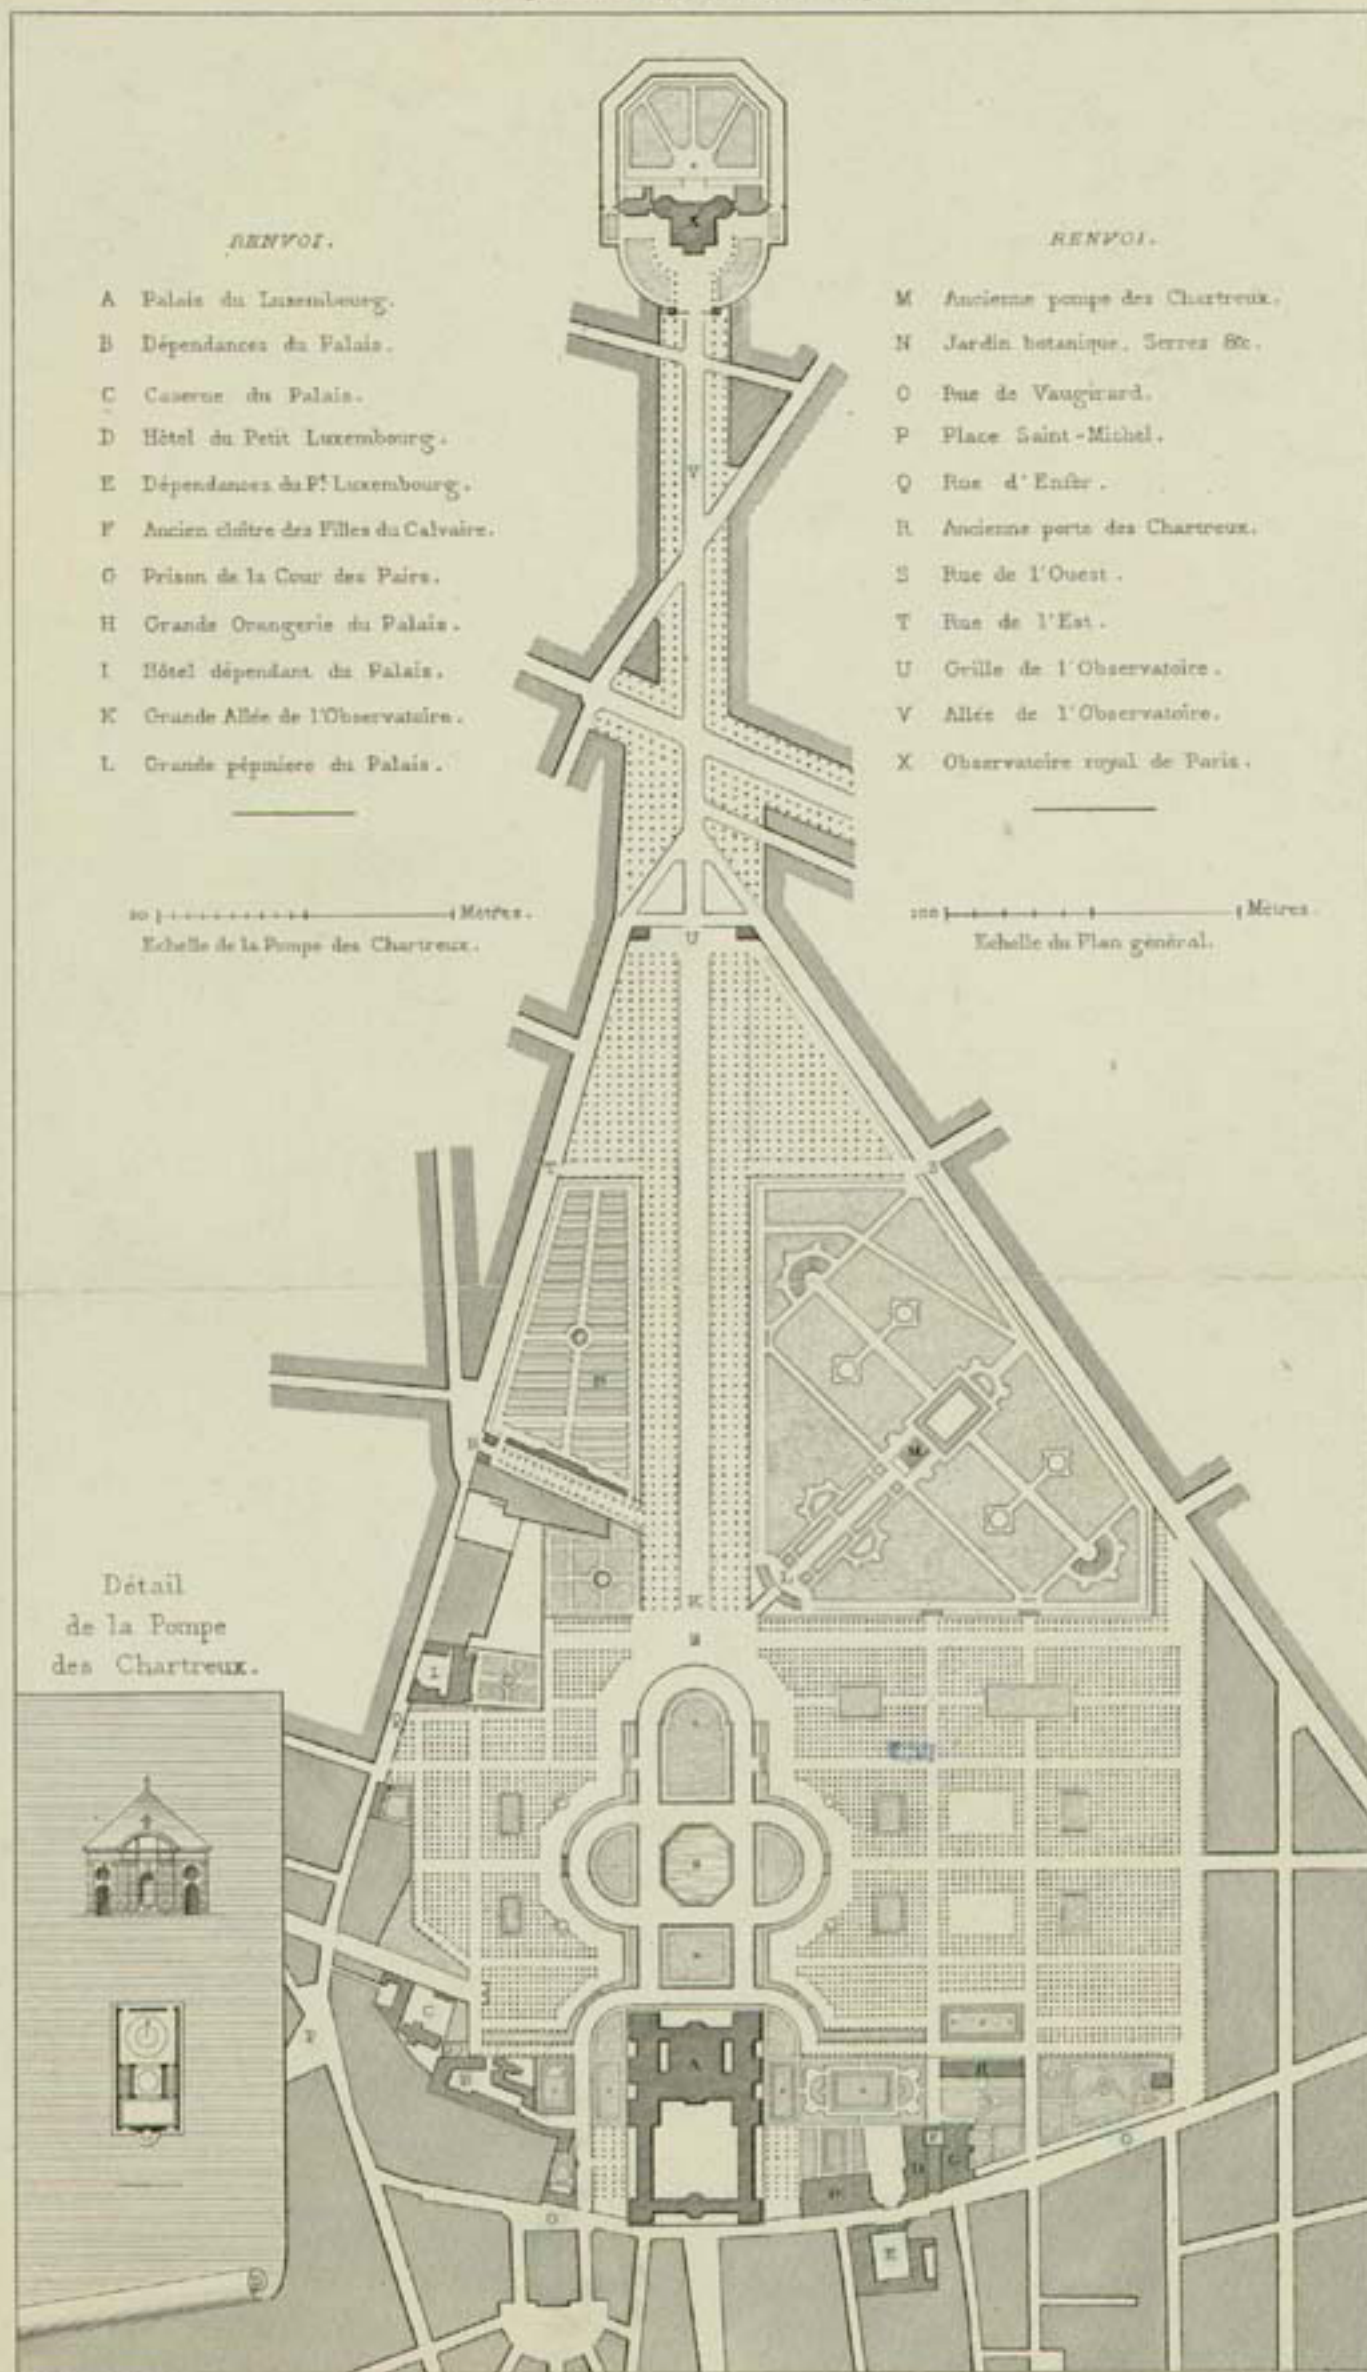 RENVOI.
A Palais du Luxembourg.
B Dépendances du Palais.
C Caserne du Palais.
D Hôtel du Petit Luxembourg.
E Dépendances du Pt. Luxembourg.
F Ancien cloître des Filles du Calvaire.
G Prison de la Cour des Pairs.
H Grande Orangerie du Palais.
I Hôtel dépendant du Palais.
K Grande Allée de l'Observatoire.
L Grande pépiniere du Palais.
RENVOI.
M Ancienne pompe des Chartreux.
N Jardin botanique. Serres &c.
O Rue de Vaugirard.
P Place Saint-Michel.
Q Rue d'Enfer.
R Ancienne porte des Chartreux.
S Rue de l'Ouest.
T Rue de l'Est.
U Grille de l'Observatoire.
V Allée de l'Observatoire.
X Observatoire royal de Paris.
20 Mètres.
Echelle de la Pompe des Chartreux.
100 Mètres.
Echelle du Plan général.
X
V
U
T
S
N
R
M
L
K
I
Q
C
P
B
A
H
F
G
D
O
O
E
Détail
de la Pompe
des Chartreux.